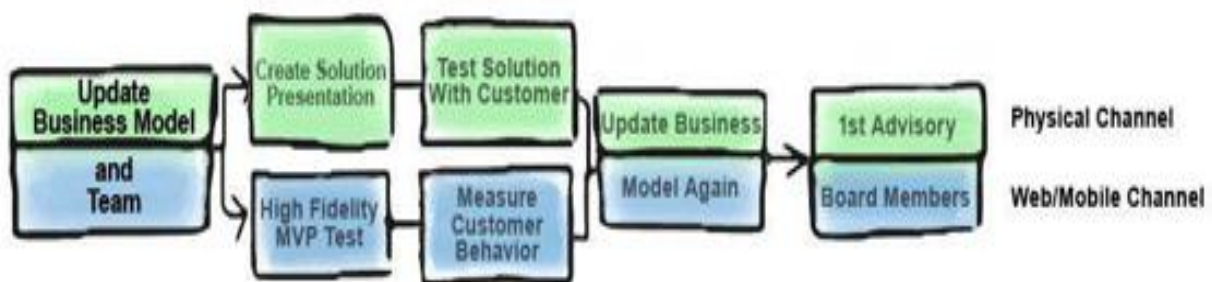 Update
Business Model
and
Team
Create Solution
Presentation
Test Solution
With Customer
High Fidelity
MVP Test
Measure
Customer
Behavior
Update Business
Model Again
1st Advisory
Board Members
Physical Channel
Web/Mobile Channel